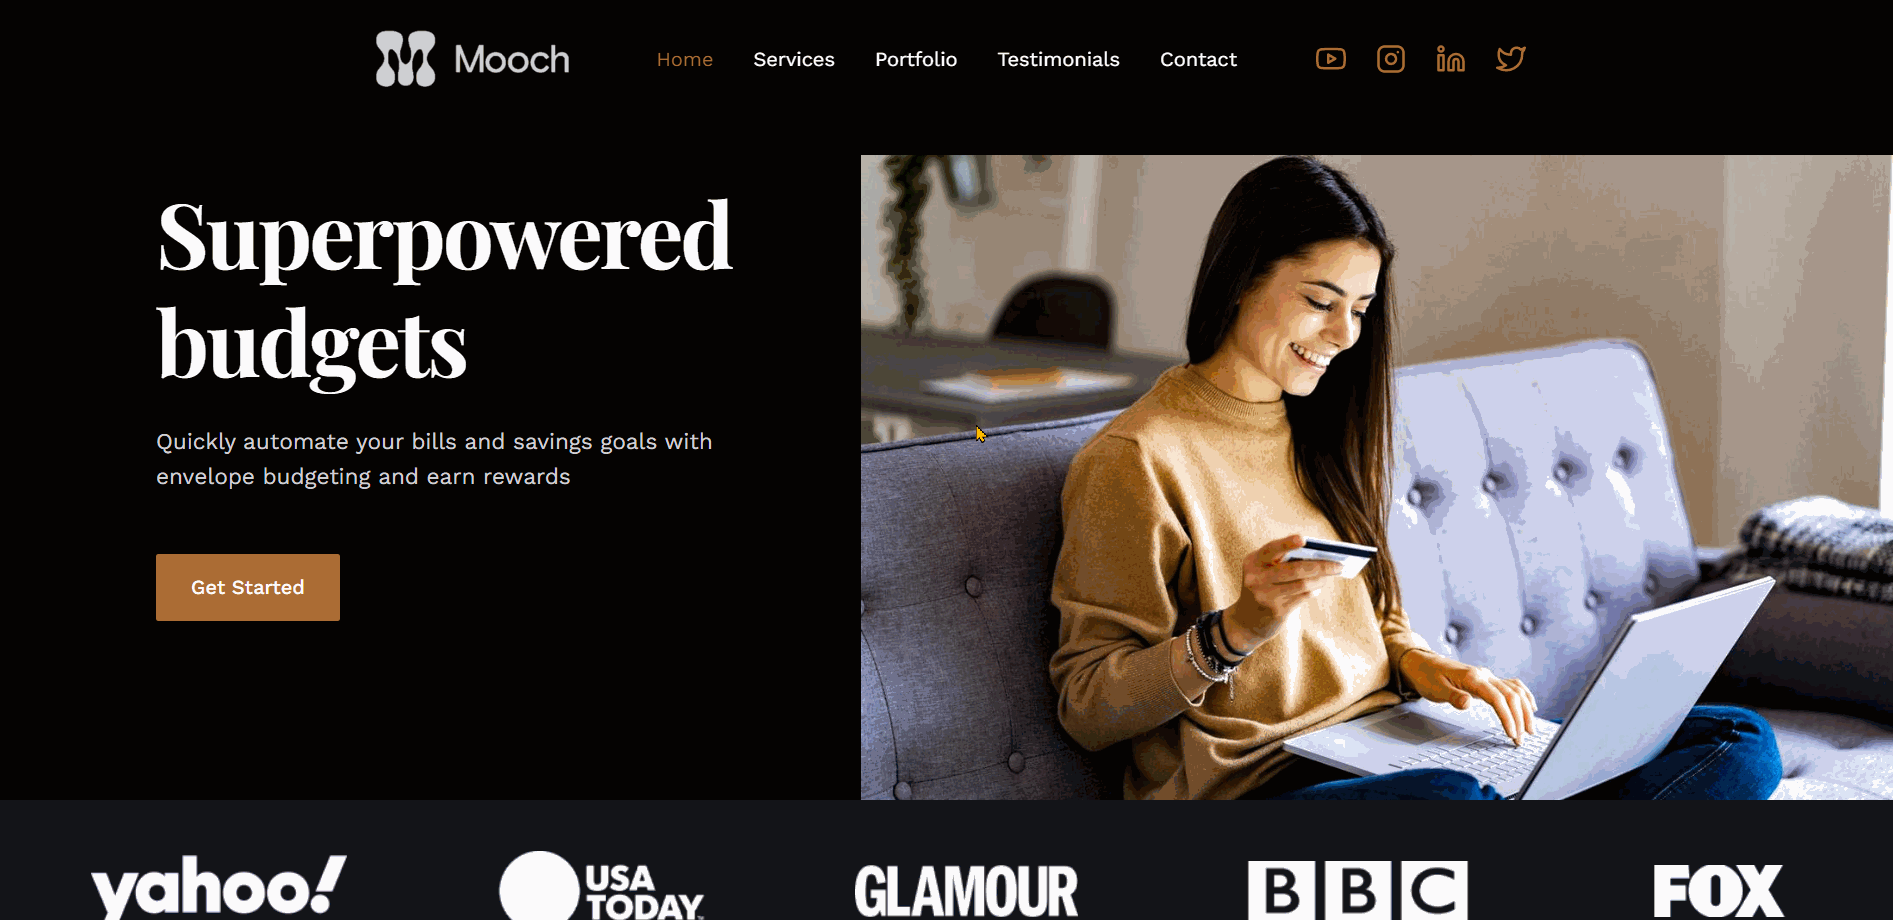 Mooch
Home Services Portfolio Testimonials Contact
Superpowered
budgets
Quickly automate your bills and savings goals with
envelope budgeting and earn rewards
Get Started
yahoo!
USA
TODAY
GLAMOUR
BBC
FOX